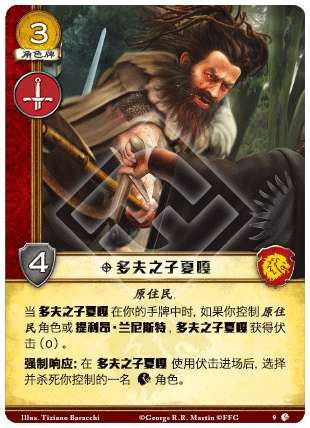 3
角色牌
4
多夫之子夏嘎
原住民.
当 多夫之子夏嘎 在你的手牌中时, 如果你控制 原住
民 角色或 提利昂·兰尼斯特, 多夫之子夏嘎 获得伏
击 (0) 。
强制响应: 在 多夫之子夏嘎 使用伏击进场后, 选择
并杀死你控制的一名 角色。
Illus. Tiziano Baracchi ©George R.R. Martin ©FFG 9